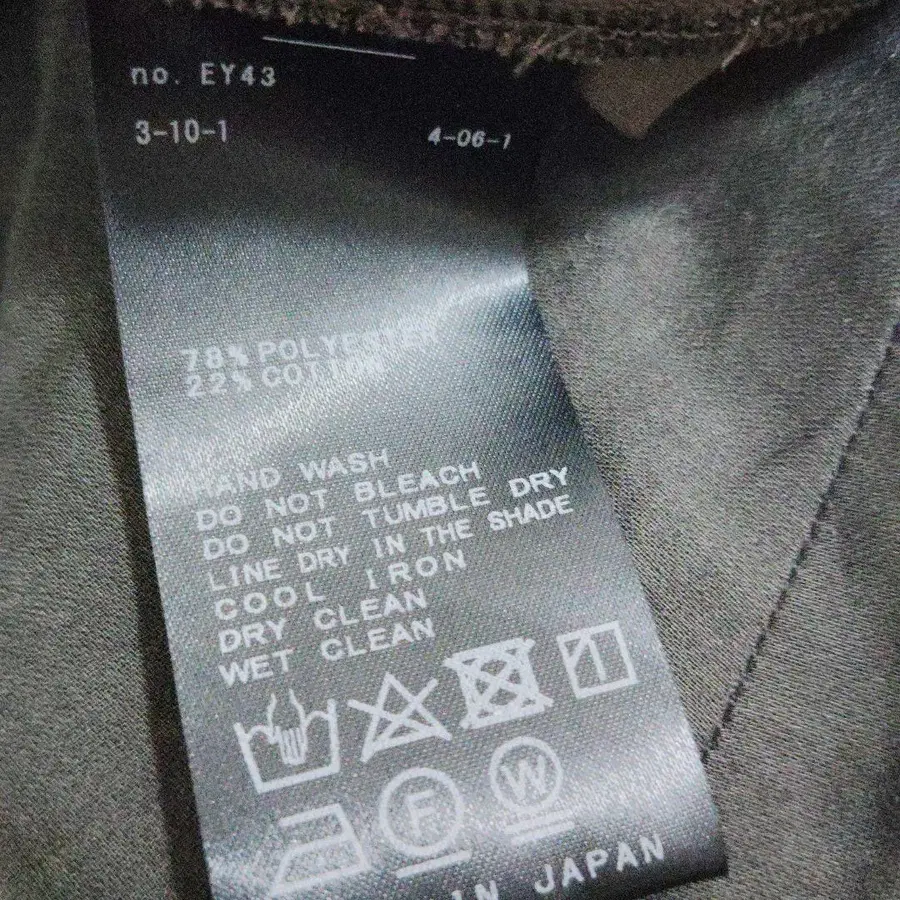 no. EY43
3-10-1 4-06-1
78% POLYESTER
22% COTTON
HAND WASH
DO NOT BLEACH
DO NOT TUMBLE DRY
LINE DRY IN THE SHADE
COOL IRON
DRY CLEAN
WET CLEAN
F W
IN JAPAN